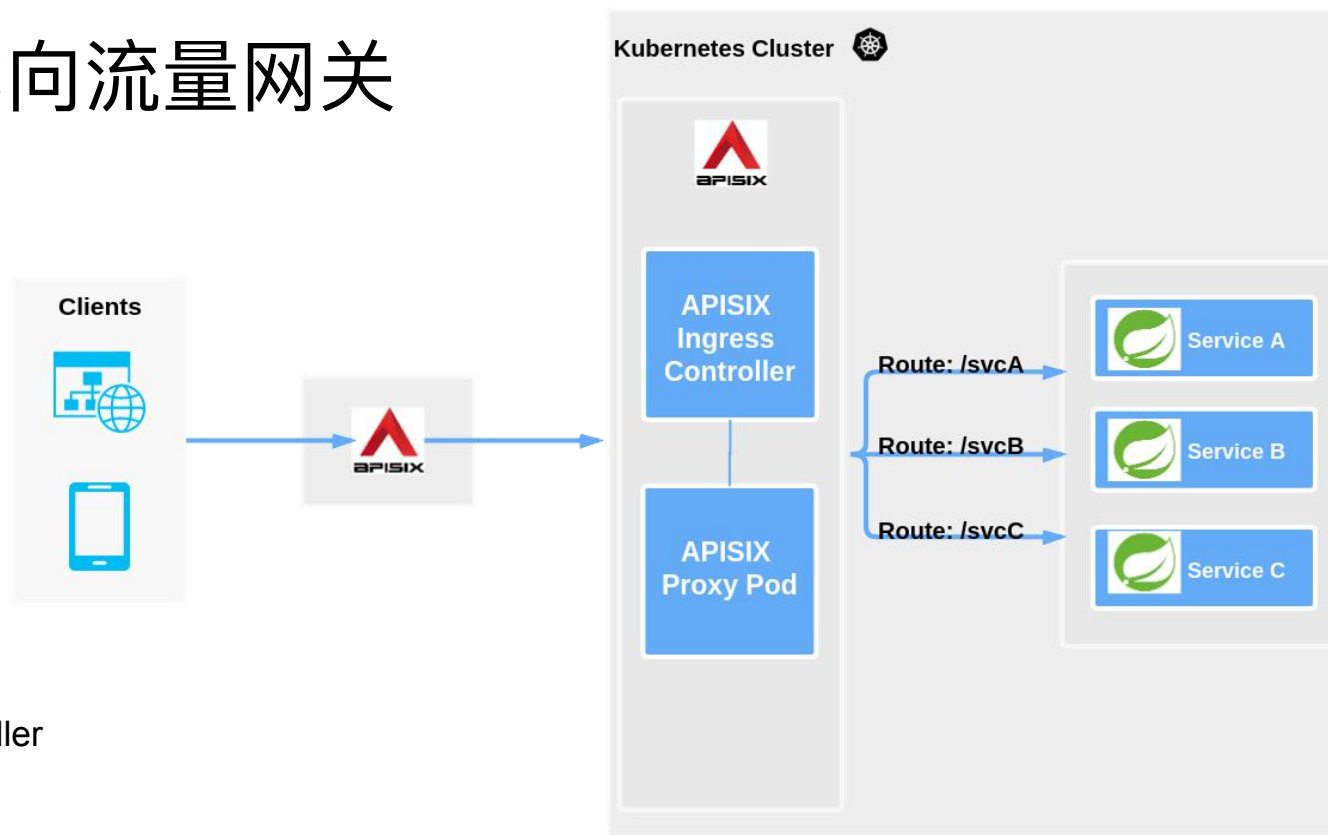 向流量网关
Kubernetes Cluster
APISIX
APISIX
Ingress
Controller
APISIX
Proxy Pod
Clients
APISIX
Route: /svcA
Route: /svcB
Route: /svcC
Service A
Service B
Service C
ller